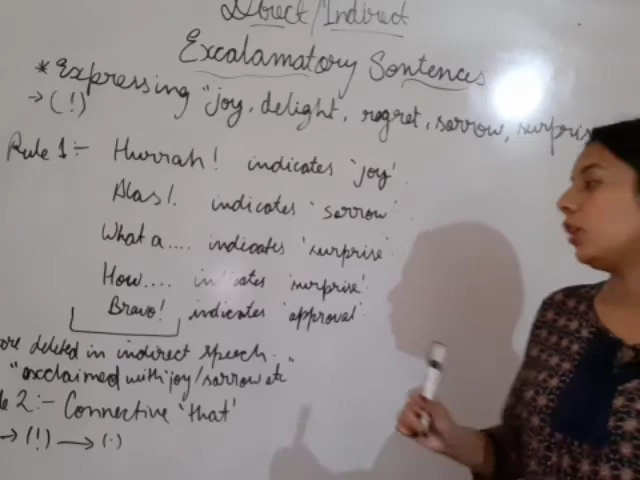 Direct/Indirect
Excalamatory Sentences
* Expressing "joy, delight, regret, sorrow, surpris
→ (!)
Rule 1:- Hurrah! indicates 'joy'.
Alas!. indicates 'sorrow'.
What a.... indicates 'surprise'.
How.... indicates 'surprise'.
Bravo! indicates 'approval'.
are deleted in indirect speech.
"exclaimed with joy/sorrow etc"
le 2:- Connective 'that'
→ (!) → (.)